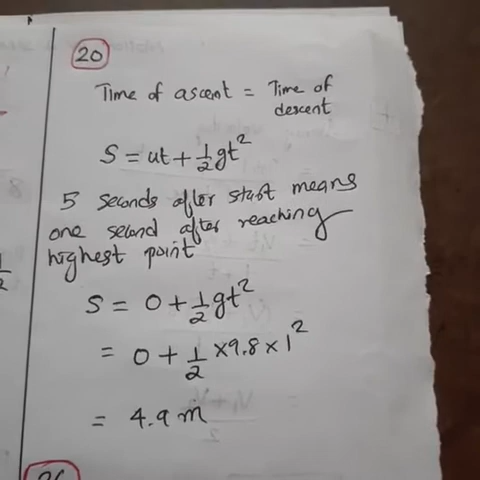 20
Time of ascent = Time of
descent
S = ut + 1/2 gt²
5 seconds after start means
one second after reaching
highest point
S = 0 + 1/2 gt²
= 0 + 1/2 × 9.8 × 1²
= 4.9 m